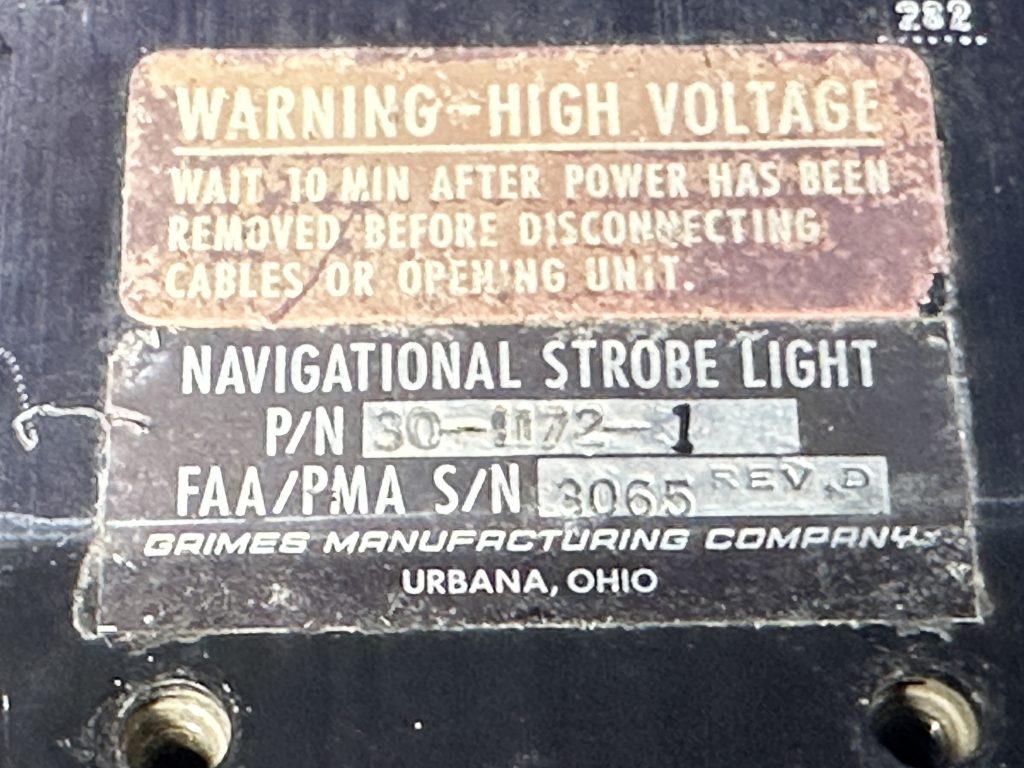 282
WARNING-HIGH VOLTAGE
WAIT 10 MIN AFTER POWER HAS BEEN
REMOVED BEFORE DISCONNECTING
CABLES OR OPENING UNIT.
NAVIGATIONAL STROBE LIGHT
P/N
FAA/PMA S/N 3065 REV.D
GRIMES MANUFACTURING COMPANY
URBANA, OHIO